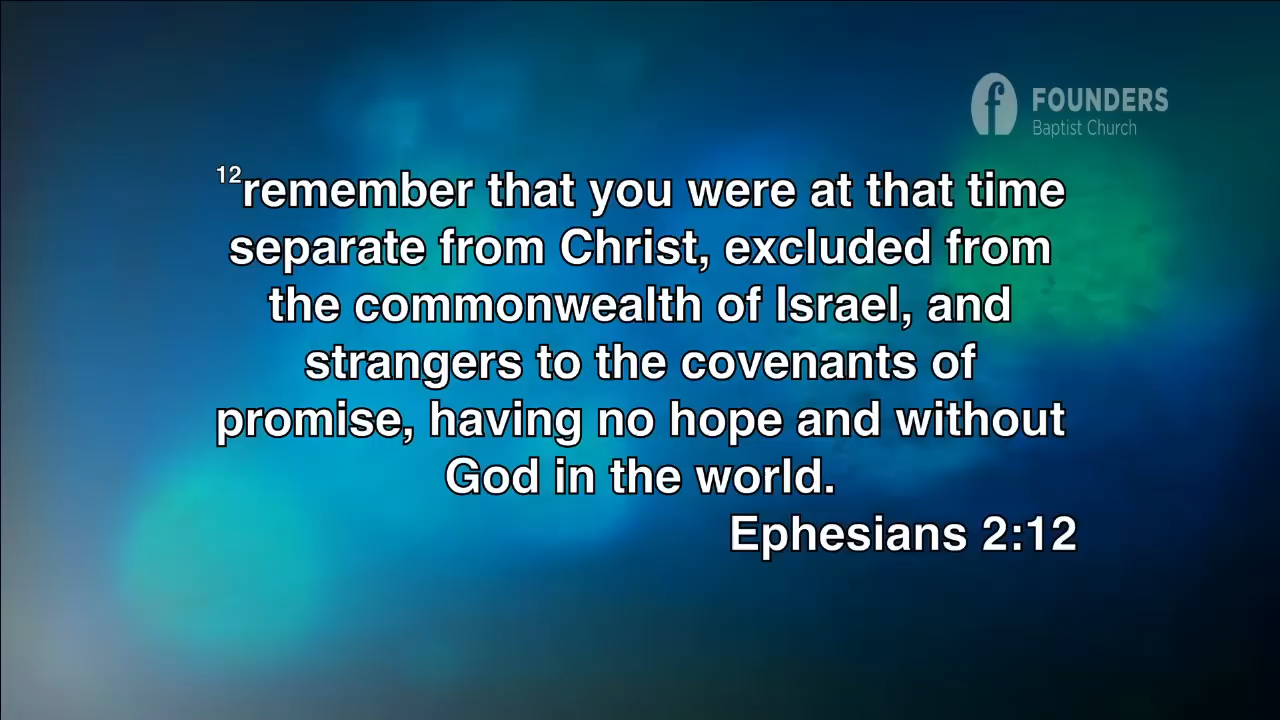 FOUNDERS
Baptist Church
12remember that you were at that time
separate from Christ, excluded from
the commonwealth of Israel, and
strangers to the covenants of
promise, having no hope and without
God in the world.
Ephesians 2:12